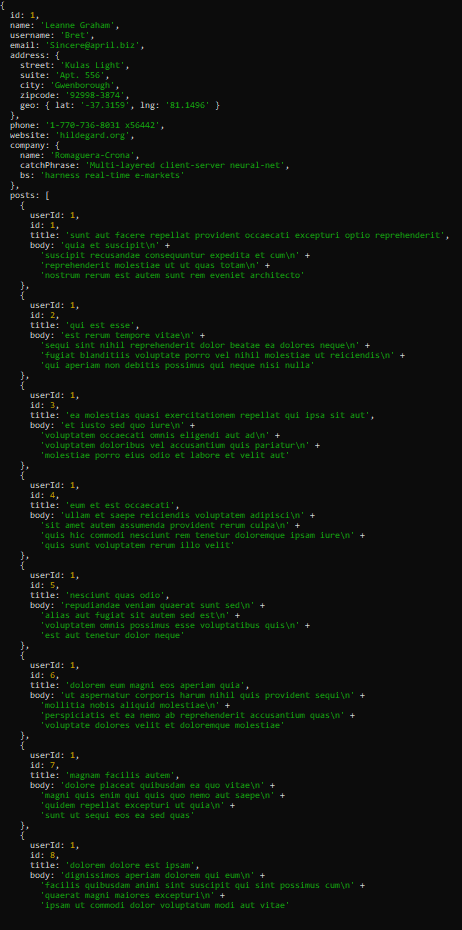 {
  id: 1,
  name: 'Leanne Graham',
  username: 'Bret',
  email: 'Sincere@april.biz',
  address: {
    street: 'Kulas Light',
    suite: 'Apt. 556',
    city: 'Gwenborough',
    zipcode: '92998-3874',
    geo: { lat: '-37.3159', lng: '81.1496' }
  },
  phone: '1-770-736-8031 x56442',
  website: 'hildegard.org',
  company: {
    name: 'Romaguera-Crona',
    catchPhrase: 'Multi-layered client-server neural-net',
    bs: 'harness real-time e-markets'
  },
  posts: [
    {
      userId: 1,
      id: 1,
      title: 'sunt aut facere repellat provident occaecati excepturi optio reprehenderit',
      body: 'quia et suscipit\n' +
        'suscipit recusandae consequuntur expedita et cum\n' +
        'reprehenderit molestiae ut ut quas totam\n' +
        'nostrum rerum est autem sunt rem eveniet architecto'
    },
    {
      userId: 1,
      id: 2,
      title: 'qui est esse',
      body: 'est rerum tempore vitae\n' +
        'sequi sint nihil reprehenderit dolor beatae ea dolores neque\n' +
        'fugiat blanditiis voluptate porro vel nihil molestiae ut reiciendis\n' +
        'qui aperiam non debitis possimus qui neque nisi nulla'
    },
    {
      userId: 1,
      id: 3,
      title: 'ea molestias quasi exercitationem repellat qui ipsa sit aut',
      body: 'et iusto sed quo iure\n' +
        'voluptatem occaecati omnis eligendi aut ad\n' +
        'voluptatem doloribus vel accusantium quis pariatur\n' +
        'molestiae porro eius odio et labore et velit aut'
    },
    {
      userId: 1,
      id: 4,
      title: 'eum et est occaecati',
      body: 'ullam et saepe reiciendis voluptatem adipisci\n' +
        'sit amet autem assumenda provident rerum culpa\n' +
        'quis hic commodi nesciunt rem tenetur doloremque ipsam iure\n' +
        'quis sunt voluptatem rerum illo velit'
    },
    {
      userId: 1,
      id: 5,
      title: 'nesciunt quas odio',
      body: 'repudiandae veniam quaerat sunt sed\n' +
        'alias aut fugiat sit autem sed est\n' +
        'voluptatem omnis possimus esse voluptatibus quis\n' +
        'est aut tenetur dolor neque'
    },
    {
      userId: 1,
      id: 6,
      title: 'dolorem eum magni eos aperiam quia',
      body: 'ut aspernatur corporis harum nihil quis provident sequi\n' +
        'mollitia nobis aliquid molestiae\n' +
        'perspiciatis et ea nemo ab reprehenderit accusantium quas\n' +
        'voluptate dolores velit et doloremque molestiae'
    },
    {
      userId: 1,
      id: 7,
      title: 'magnam facilis autem',
      body: 'dolore placeat quibusdam ea quo vitae\n' +
        'magni quis enim qui quis quo nemo aut saepe\n' +
        'quidem repellat excepturi ut quia\n' +
        'sunt ut sequi eos ea sed quas'
    },
    {
      userId: 1,
      id: 8,
      title: 'dolorem dolore est ipsam',
      body: 'dignissimos aperiam dolorem qui eum\n' +
        'facilis quibusdam animi sint suscipit qui sint possimus cum\n' +
        'quaerat magni maiores excepturi\n' +
        'ipsam ut commodi dolor voluptatum modi aut vitae'